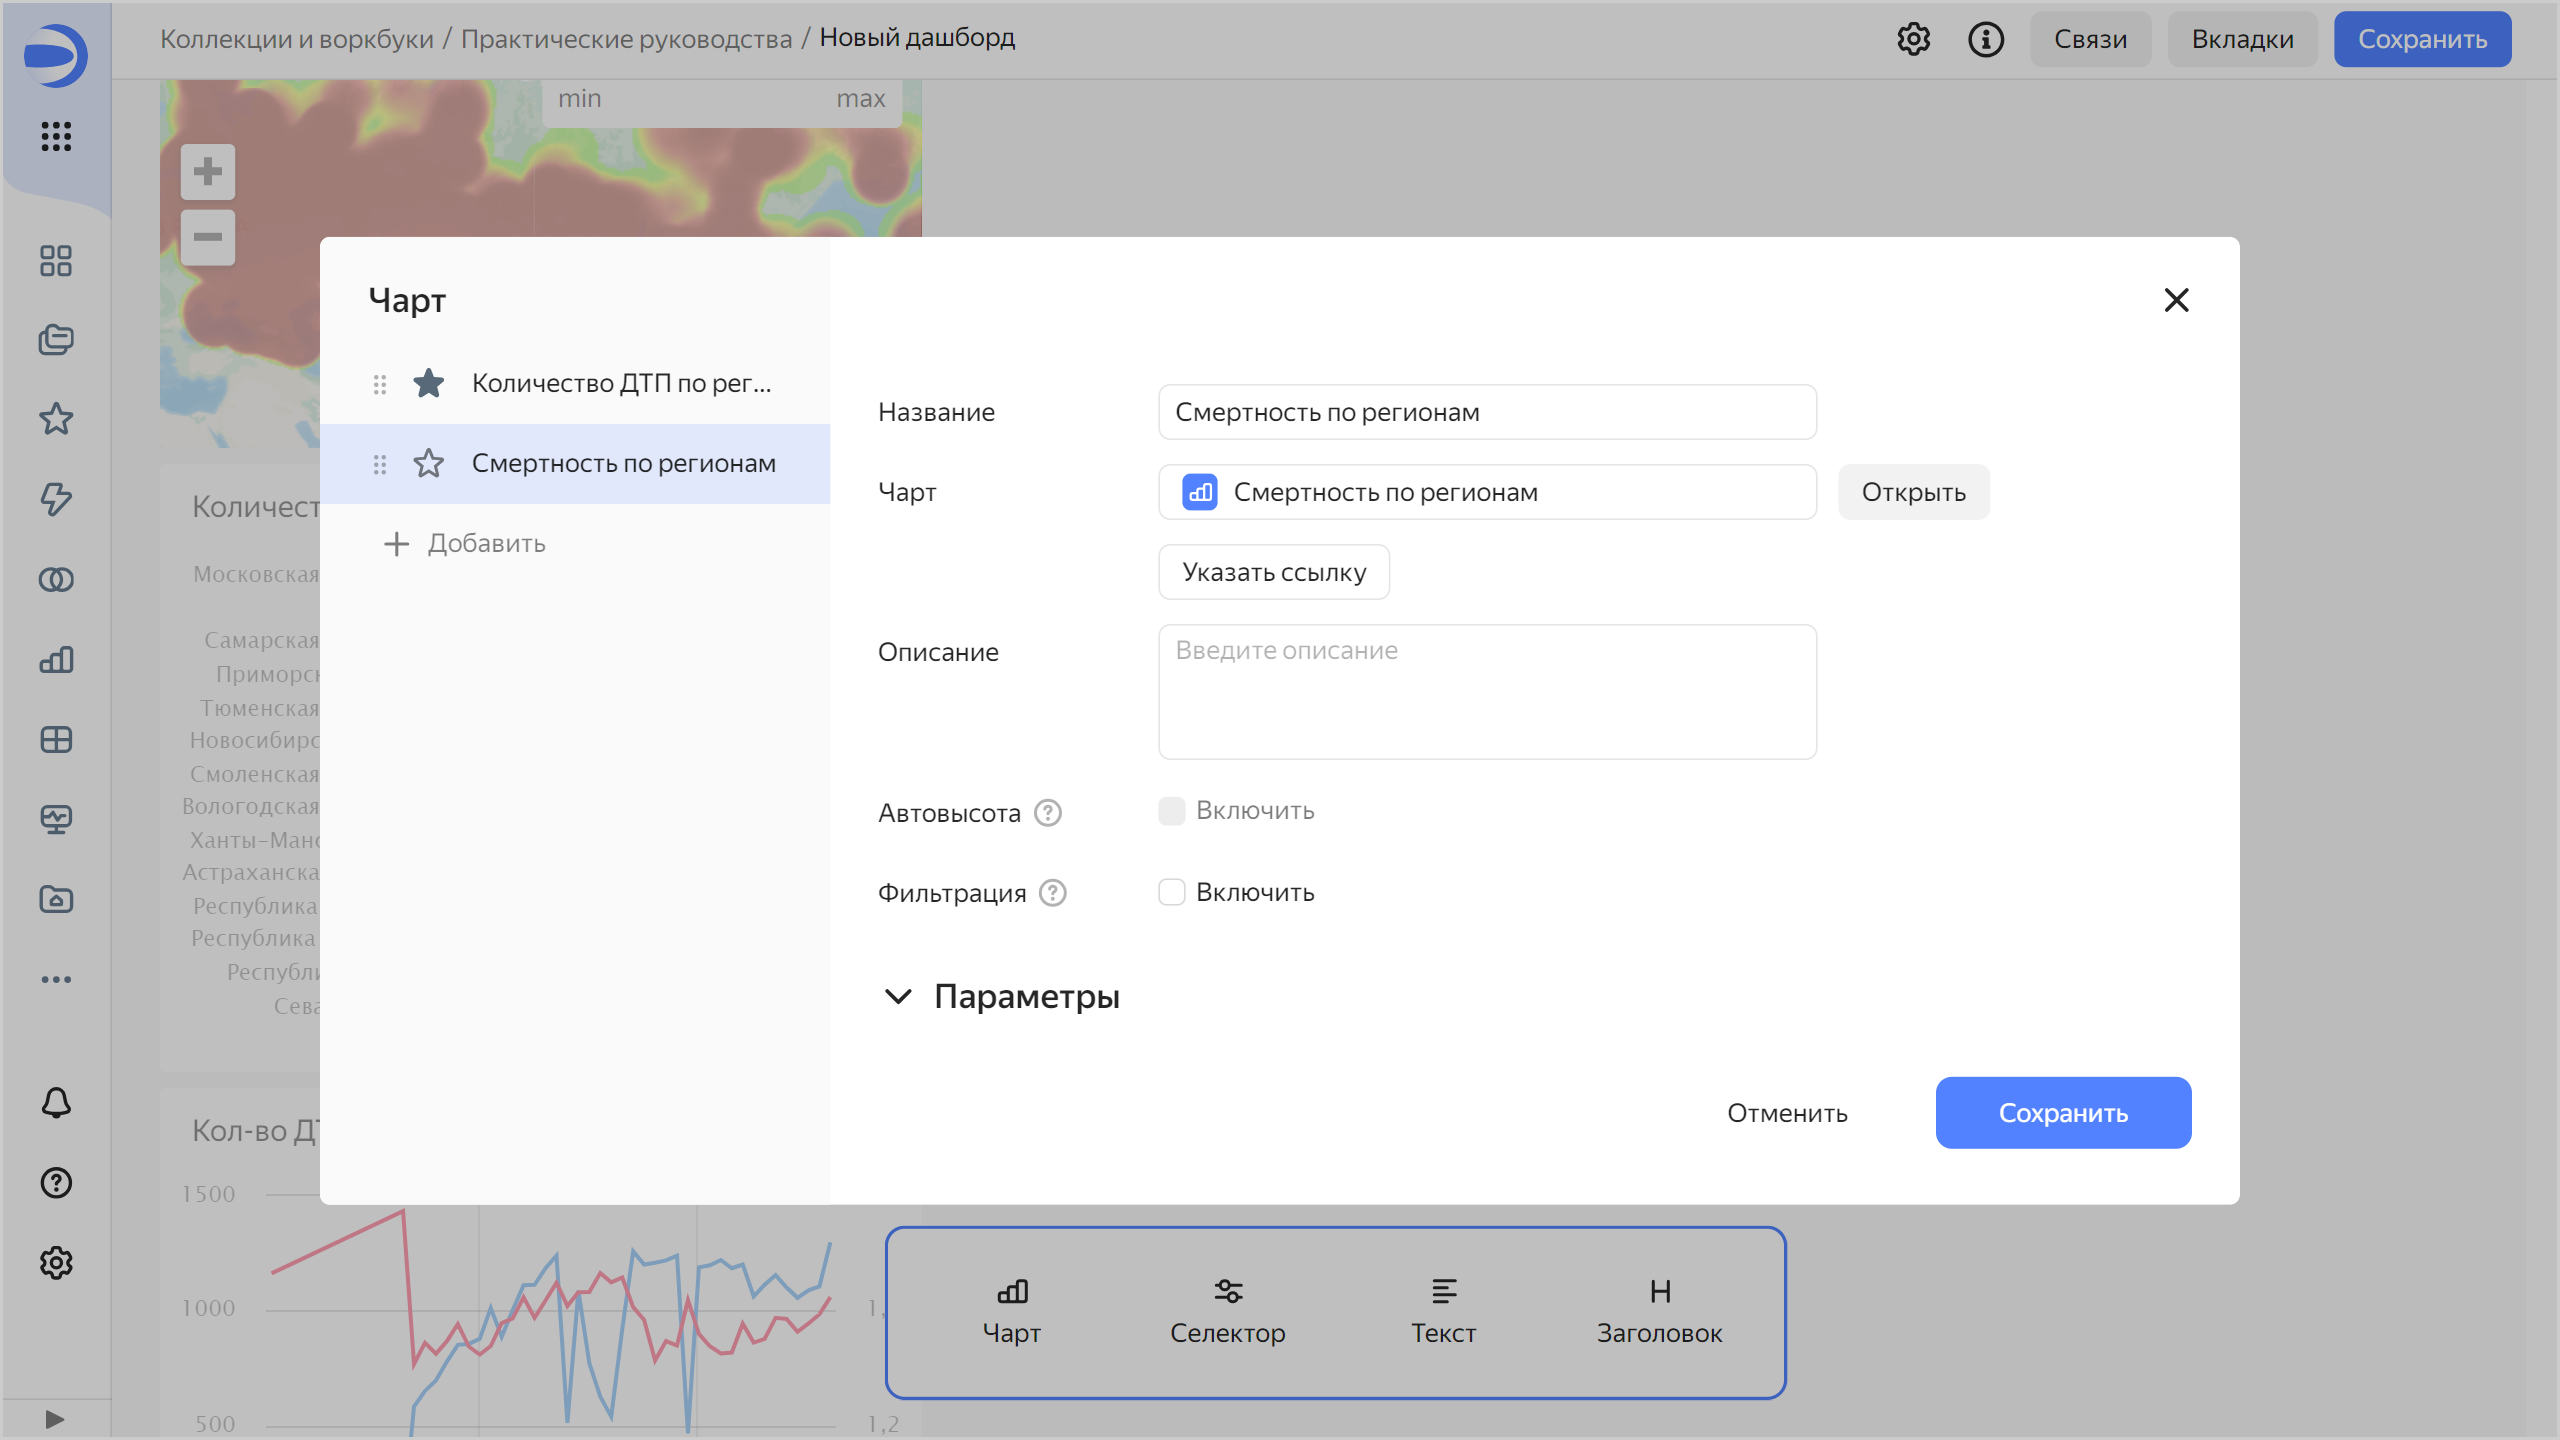 Коллекции и воркбуки / Практические руководства / Новый дашборд
Связи
Вкладки
Сохранить
min max
Чарт
Количество ДТП по рег...
Смертность по регионам
Добавить
Название
Смертность по регионам
Чарт
Смертность по регионам
Открыть
Указать ссылку
Описание
Введите описание
Автовысота
Включить
Фильтрация
Включить
Параметры
Отменить
Сохранить
Количест
Московская
Самарская
Приморск
Тюменская
Новосибирс
Смоленская
Вологодская
Ханты-Манс
Астраханска
Республика
Республика
Республи
Сева
Кол-во Д
1500
1000
500
1,
1,2
Чарт
Селектор
Текст
H
Заголовок